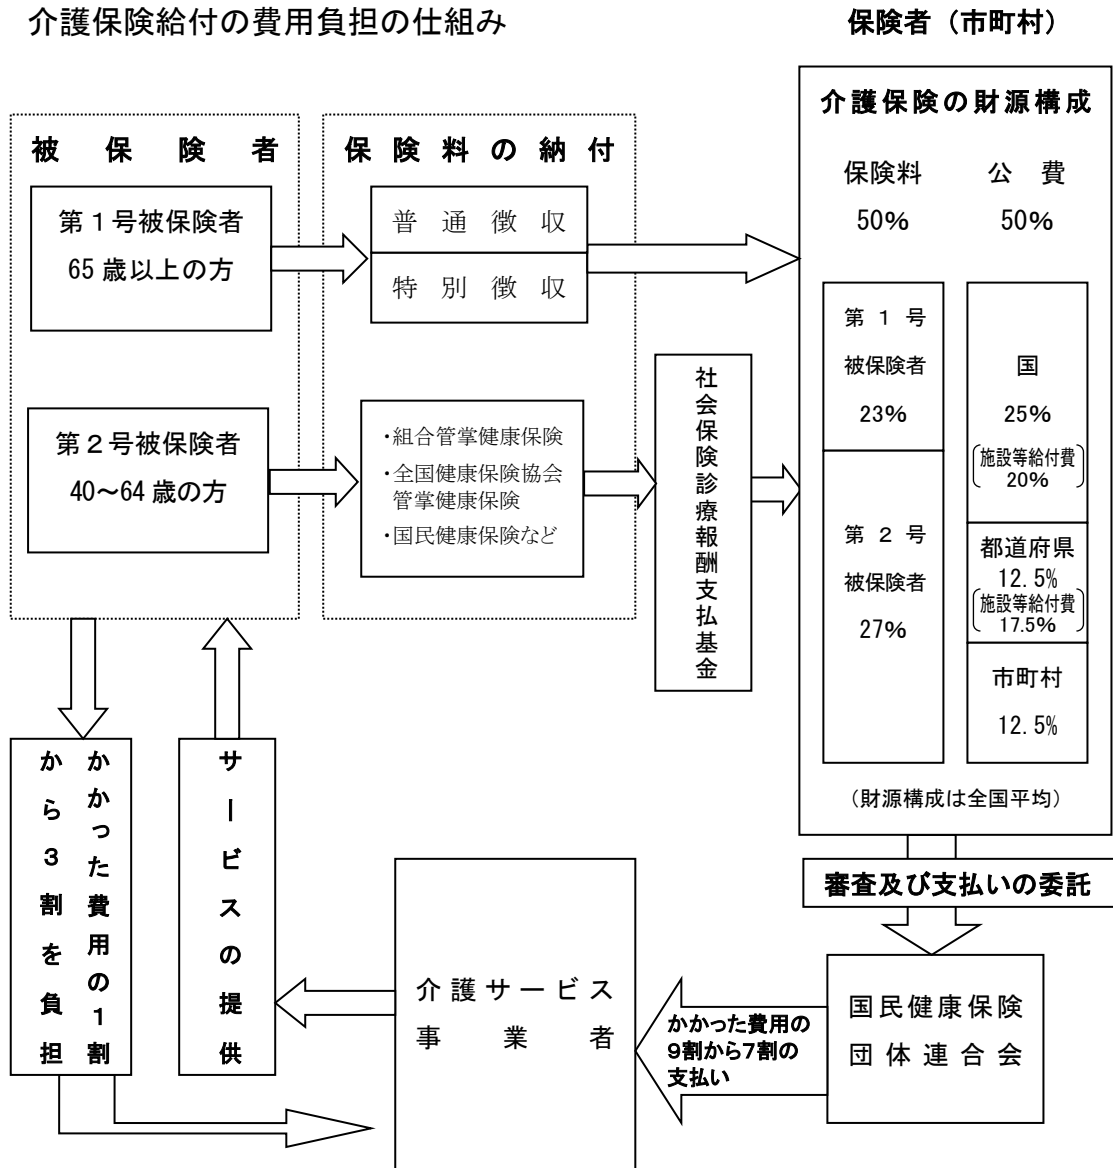 介護保険給付の費用負担の仕組み
保険者（市町村）
被保険者
第１号被保険者
65歳以上の方
第２号被保険者
40～64歳の方
保険料の納付
普通徴収
特別徴収
・組合管掌健康保険
・全国健康保険協会
管掌健康保険
・国民健康保険など
社会保険診療報酬支払基金
介護保険の財源構成
保険料
50%
公費
50%
第１号
被保険者
23%
第２号
被保険者
27%
国
25%
（施設等給付費）
20%
都道府県
12.5%
（施設等給付費）
17.5%
市町村
12.5%
（財源構成は全国平均）
審査及び支払いの委託
国民健康保険
団体連合会
かかった費用の
９割から７割の
支払い
介護サービス
事業者
サービスの提供
かかった費用の１割
から３割を負担